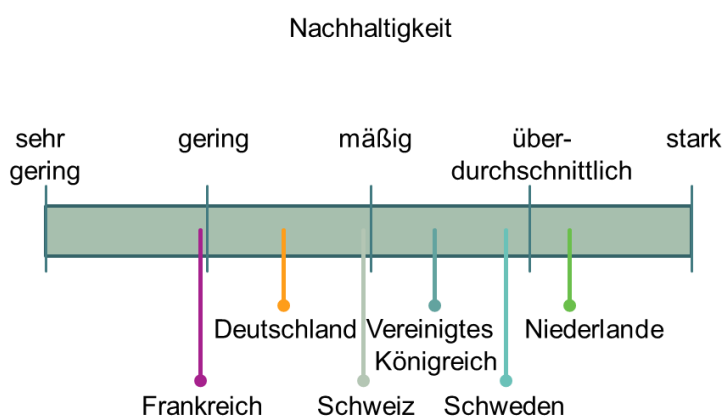 Nachhaltigkeit
sehr
gering
gering
mäßig
über-
durchschnittlich
stark
Deutschland
Vereinigtes
Königreich
Niederlande
Frankreich
Schweiz
Schweden